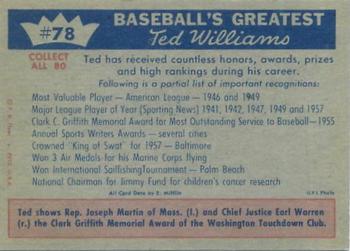 #78
BASEBALL'S GREATEST
Ted Williams
COLLECT
ALL 80
Ted has received countless honors, awards, prizes
and high rankings during his career.
Following is a partial list of important recognitions:
Most Valuable Player — American League — 1946 and 1949
Major League Player of Year (Sporting News) 1941, 1942, 1947, 1949 and 1957
Clark C. Griffith Memorial Award for Most Outstanding Service to Baseball—1955
Annual Sports Writers Awards — several cities
Crowned "King of Swat" for 1957 — Baltimore
Won 3 Air Medals for his Marine Corps flying
Won International Sailfishing Tournament — Palm Beach
National Chairman for Jimmy Fund for children's cancer research
All Card Data
Ted shows Rep. Joseph Martin of Mass. (l.) and Chief Justice Earl Warren
(r.) the Clark Griffith Memorial Award of the Washington Touchdown Club.